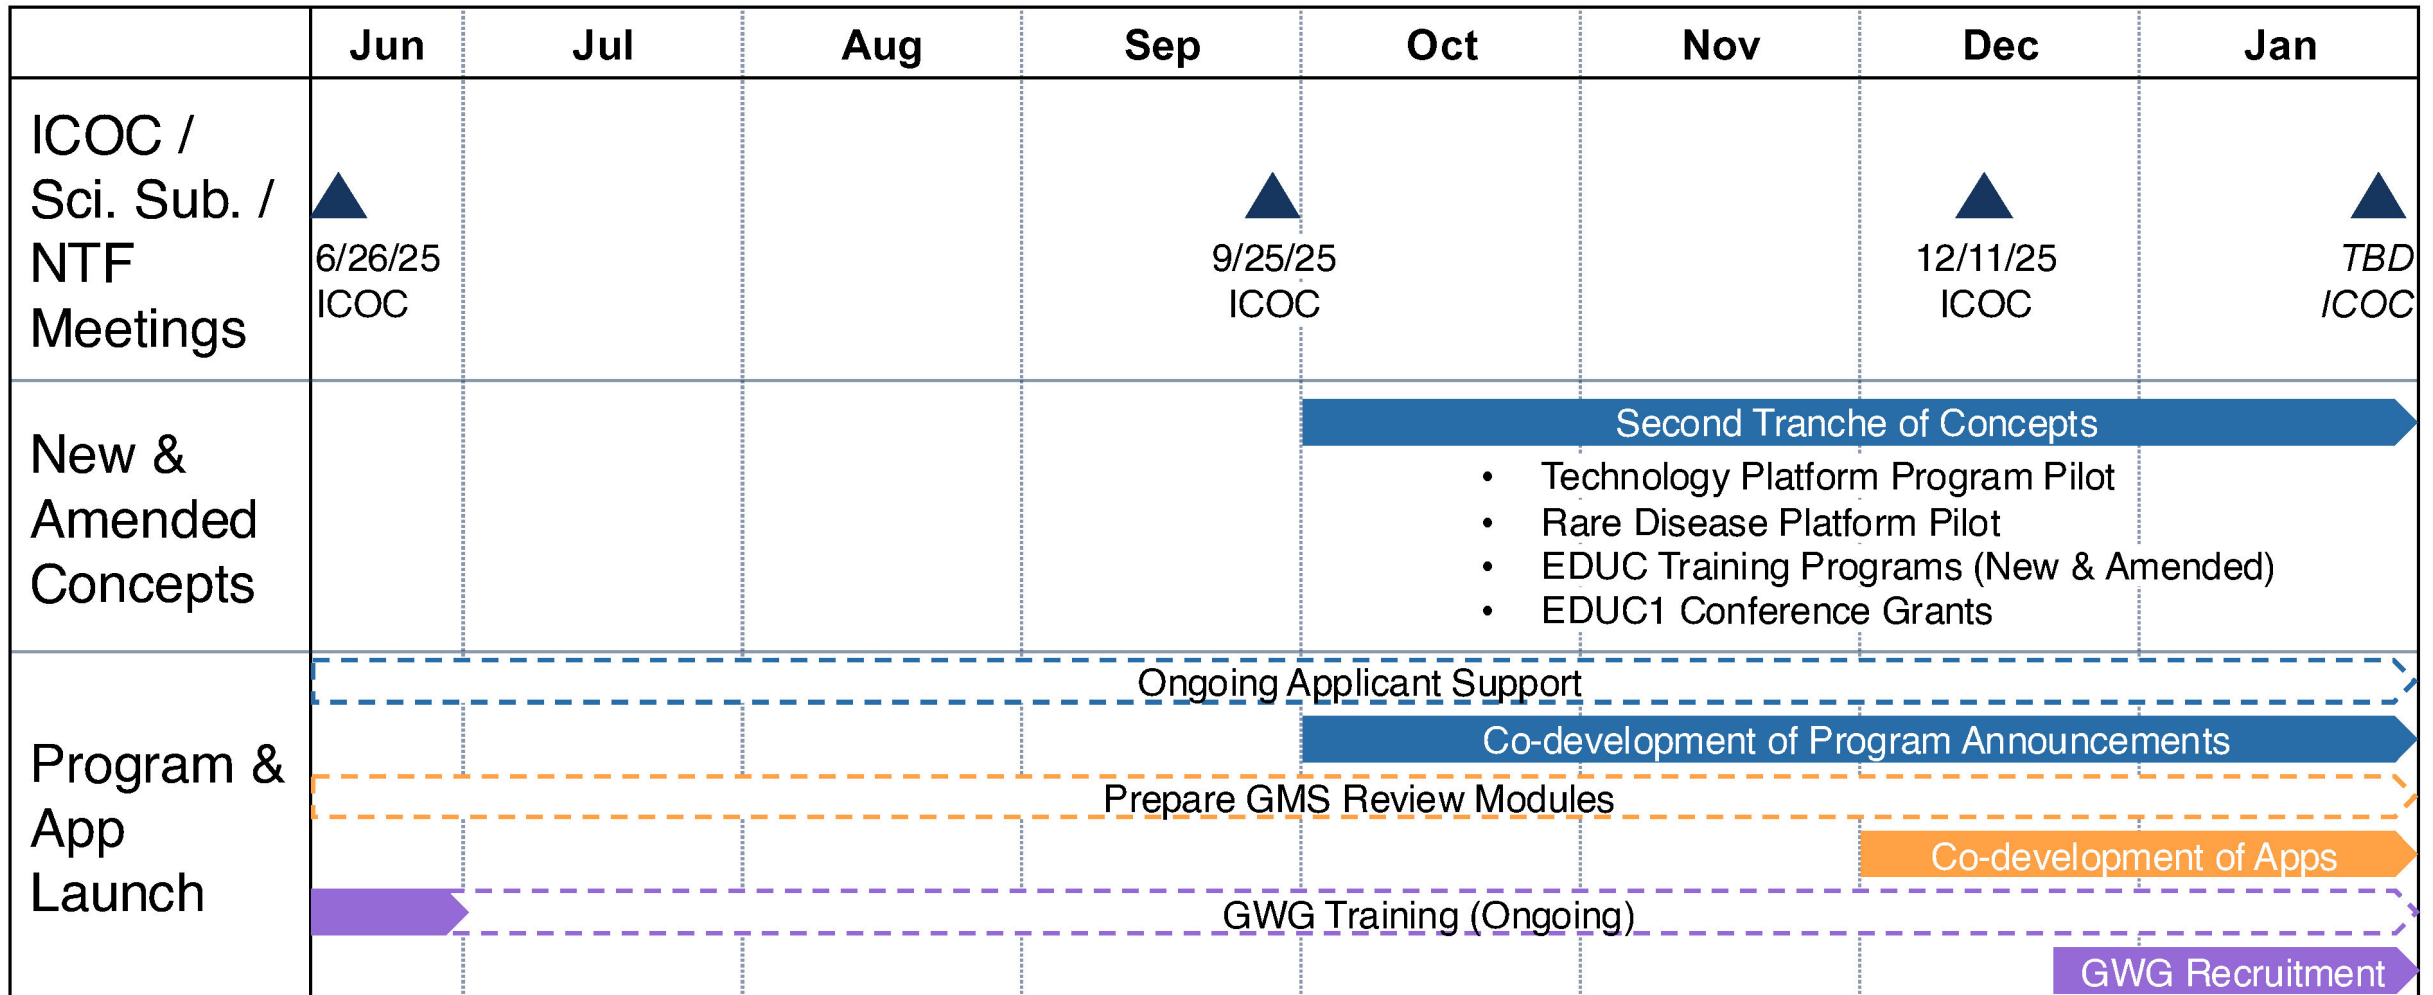 Jun Jul Aug Sep Oct Nov Dec Jan
ICOC /
Sci. Sub. /
NTF
Meetings
6/26/25
ICOC
9/25/25
ICOC
12/11/25
ICOC
TBD
ICOC
New &
Amended
Concepts
Second Tranche of Concepts
• Technology Platform Program Pilot
• Rare Disease Platform Pilot
• EDUC Training Programs (New & Amended)
• EDUC1 Conference Grants
Program &
App
Launch
Ongoing Applicant Support
Co-development of Program Announcements
Prepare GMS Review Modules
Co-development of Apps
GWG Training (Ongoing)
GWG Recruitment